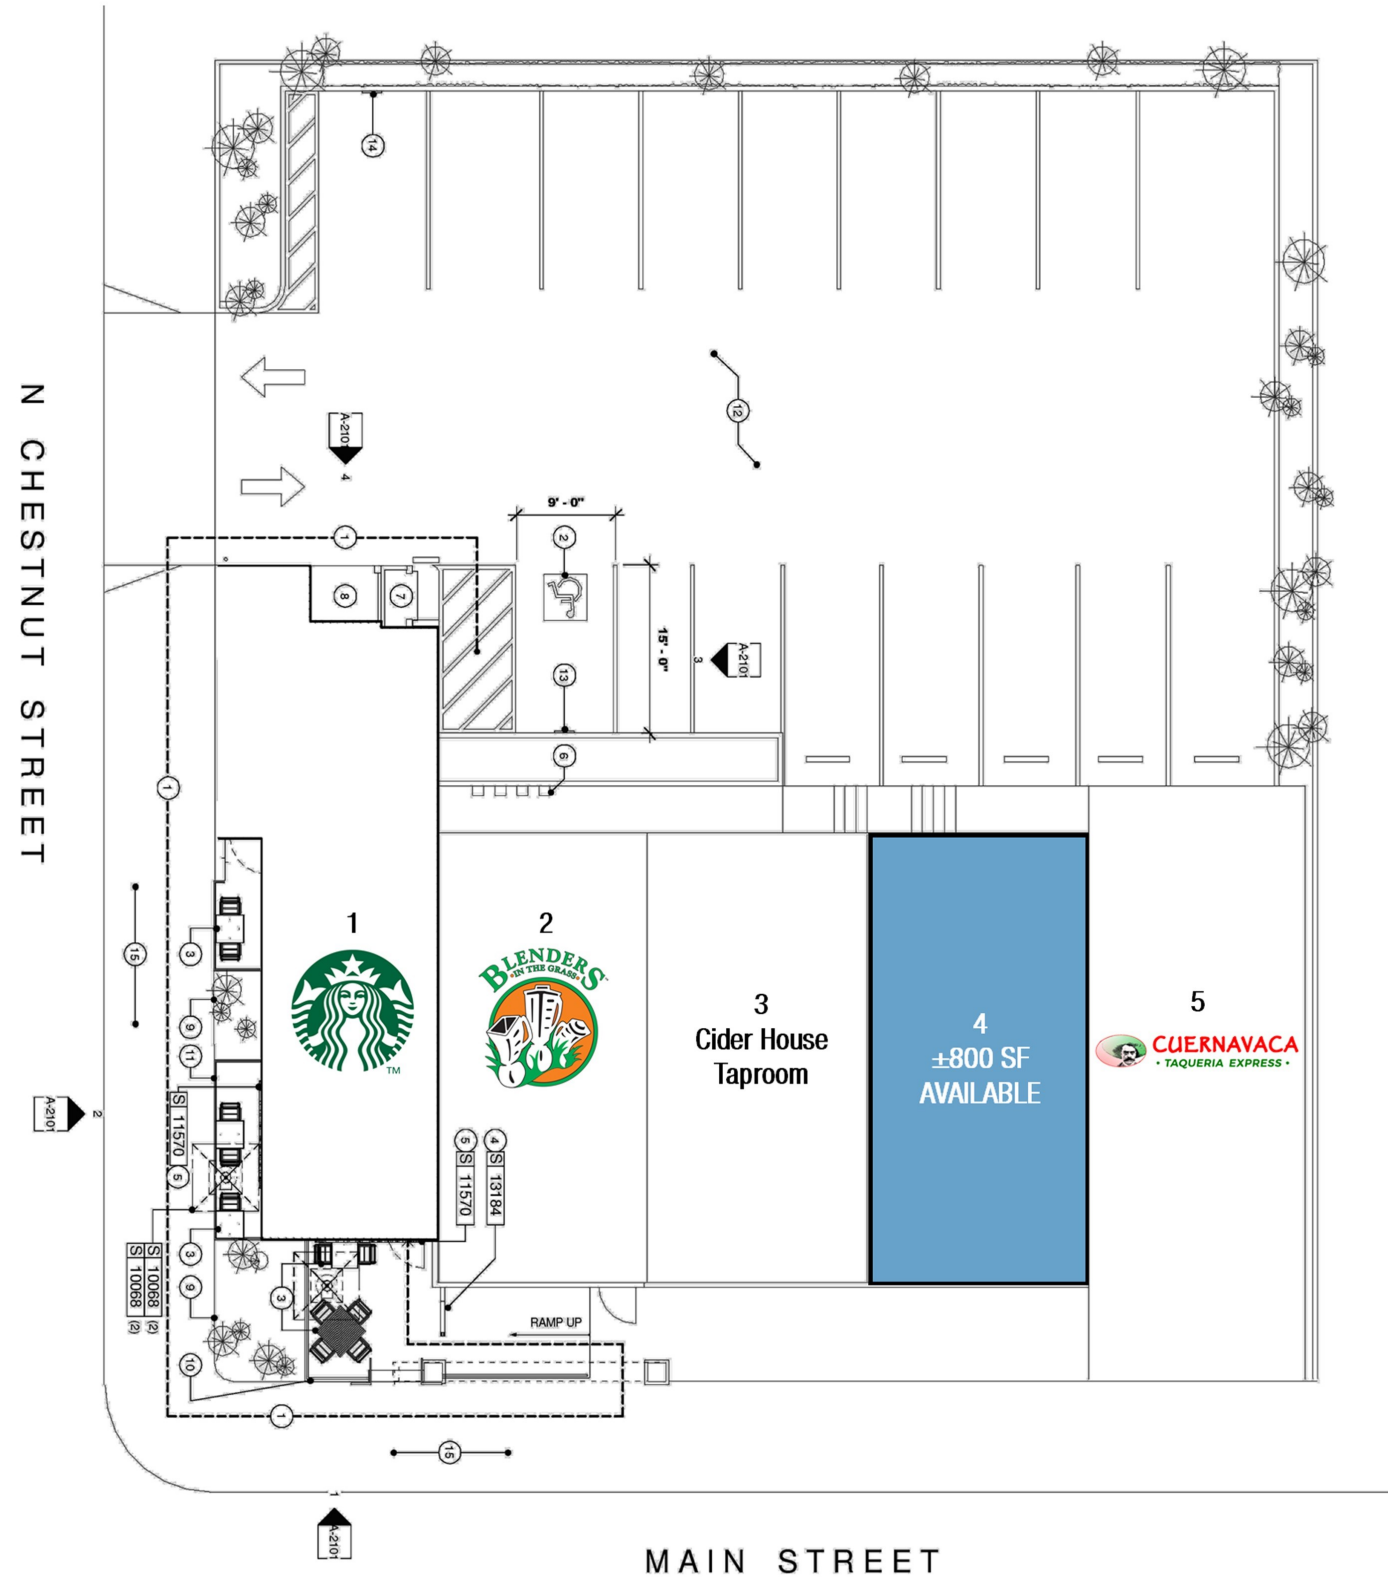 14
N CHESTNUT STREET
12
A-2101
4
9' - 0"
1
2
8
7
15' - 0"
3
A-2101
13
6
1
1
2
3
15
BLENDERS
IN THE GRASS
3
Cider House
Taproom
4
±800 SF
AVAILABLE
5
CUERNAVACA
TAQUERIA EXPRESS
9
11
TM
A-2101
2
S 11570
5
5 S 11570
4 S 13184
3
S 10068 (2)
S 10068 (2)
9
3
RAMP UP
10
1
15
1
A-2101
MAIN STREET